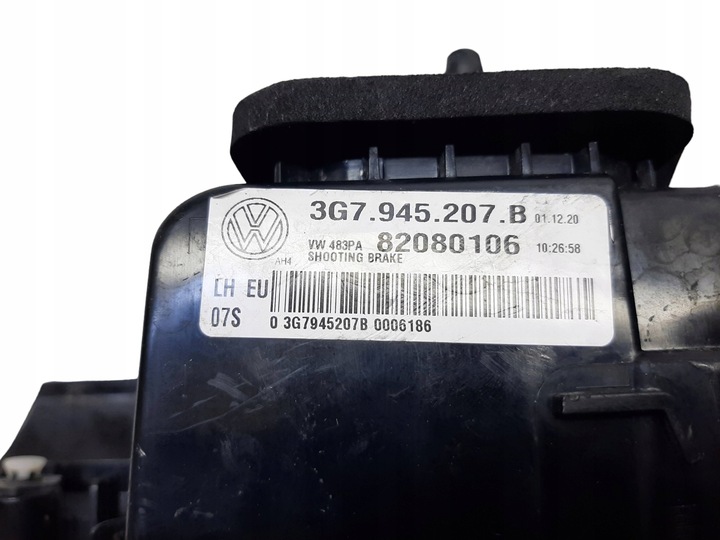 3G7.945.207.B 01.12.20
VW 483PA 82080106 10:26:58
AH4 SHOOTING BRAKE
LH EU
07S 0 3G7945207B 0006186